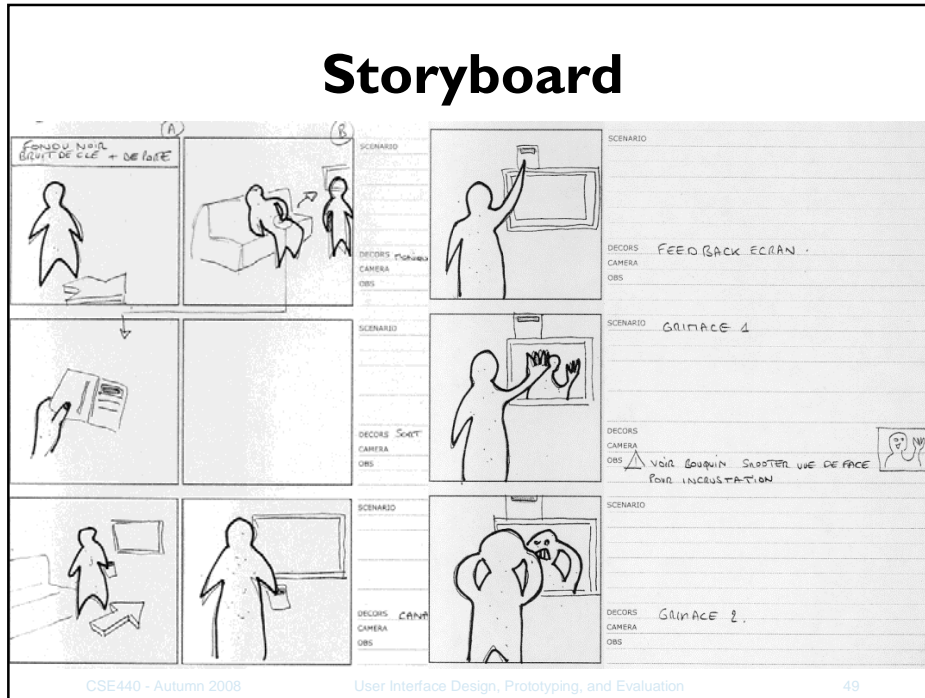 Storyboard
A
B
FONDU NOIR
BRUIT DE CLÉ + DE PORTE
SCENARIO
DECORS
CAMERA
OBS
SCENARIO
DECORS FEEDBACK ECRAN.
CAMERA
OBS
SCENARIO
DECORS SORT
CAMERA
OBS
SCENARIO GRIMACE 1
DECORS
CAMERA
OBS VOIR BOUQUIN SHOOTER VUE DE FACE
POUR INCRUSTATION
SCENARIO
DECORS CANA
CAMERA
OBS
SCENARIO
DECORS GRIMACE 2.
CAMERA
OBS
CSE440 - Autumn 2008
User Interface Design, Prototyping, and Evaluation
49